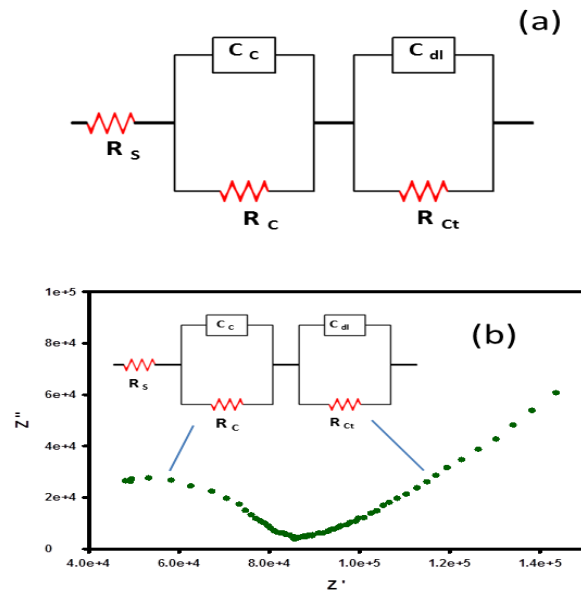 (a)
C C
C dl
R S
R C
R Ct
1e+5
8e+4
6e+4
4e+4
2e+4
0
Z"
(b)
C C
C dl
R S
R C
R Ct
4.0e+4 6.0e+4 8.0e+4 1.0e+5 1.2e+5 1.4e+5
Z'